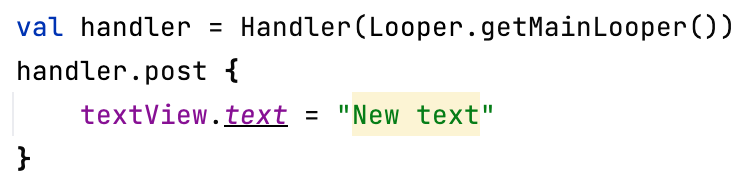 val handler = Handler(Looper.getMainLooper())
handler.post {
    textView.text = "New text"
}